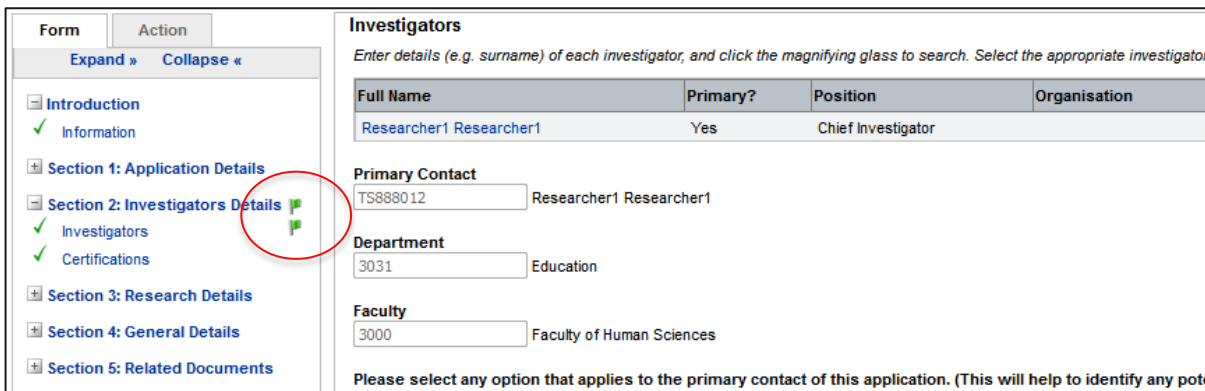 Form
Action
Expand »
Collapse «
Introduction
Information
Section 1: Application Details
Section 2: Investigators Details
Investigators
Certifications
Section 3: Research Details
Section 4: General Details
Section 5: Related Documents
Investigators
Enter details (e.g. surname) of each investigator, and click the magnifying glass to search. Select the appropriate investigator
Full Name Primary? Position Organisation
Researcher1 Researcher1 Yes Chief Investigator
Primary Contact
TS888012 Researcher1 Researcher1
Department
3031 Education
Faculty
3000 Faculty of Human Sciences
Please select any option that applies to the primary contact of this application. (This will help to identify any pot